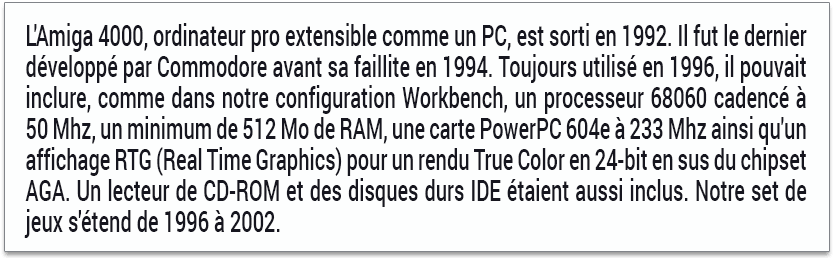 L'Amiga 4000, ordinateur pro extensible comme un PC, est sorti en 1992. Il fut le dernier
développé par Commodore avant sa faillite en 1994. Toujours utilisé en 1996, il pouvait
inclure, comme dans notre configuration Workbench, un processeur 68060 cadencé à
50 Mhz, un minimum de 512 Mo de RAM, une carte PowerPC 604e à 233 Mhz ainsi qu'un
affichage RTG (Real Time Graphics) pour un rendu True Color en 24-bit en sus du chipset
AGA. Un lecteur de CD-ROM et des disques durs IDE étaient aussi inclus. Notre set de
jeux s'étend de 1996 à 2002.